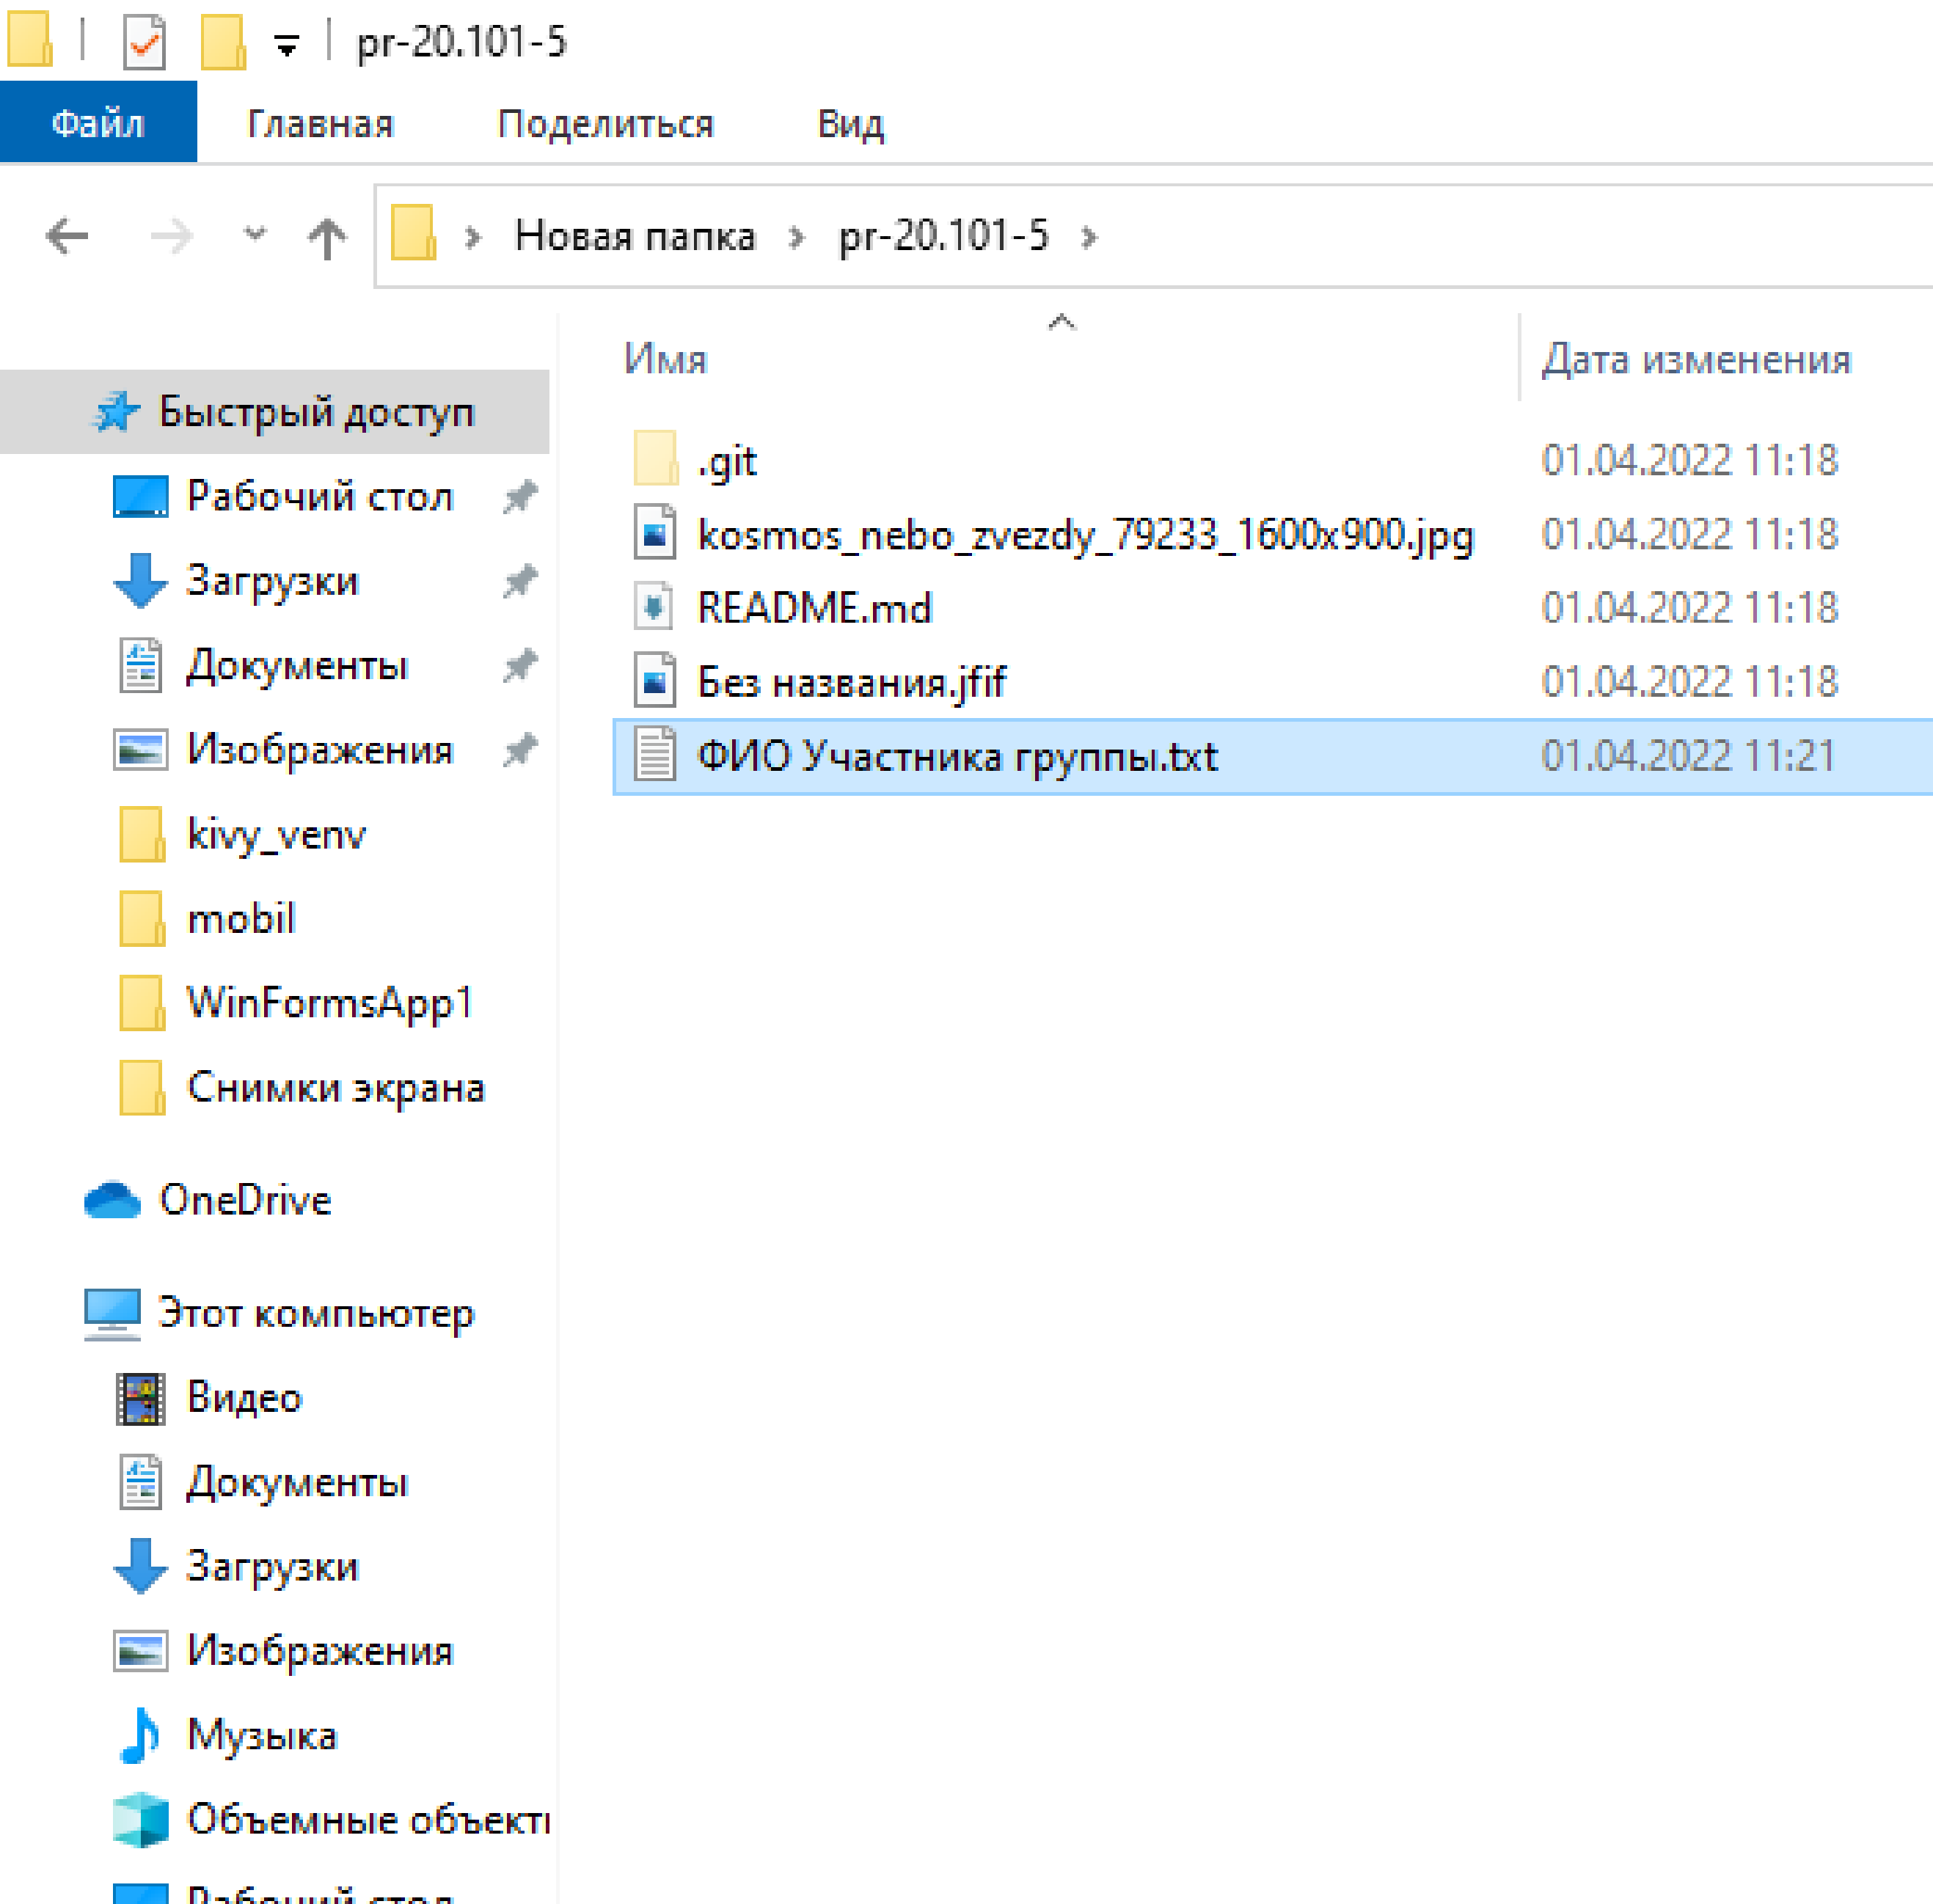 pr-20.101-5
Файл Главная Поделиться Вид
Новая папка pr-20.101-5
Имя Дата изменения
Быстрый доступ
Рабочий стол
Загрузки
Документы
Изображения
kivy_venv
mobil
WinFormsApp1
Снимки экрана
OneDrive
Этот компьютер
Видео
Документы
Загрузки
Изображения
Музыка
Объемные объект
Рабочий стол
.git 01.04.2022 11:18
kosmos_nebo_zvezdy_79233_1600x900.jpg 01.04.2022 11:18
README.md 01.04.2022 11:18
Без названия.jfif 01.04.2022 11:18
ФИО Участника группы.txt 01.04.2022 11:21